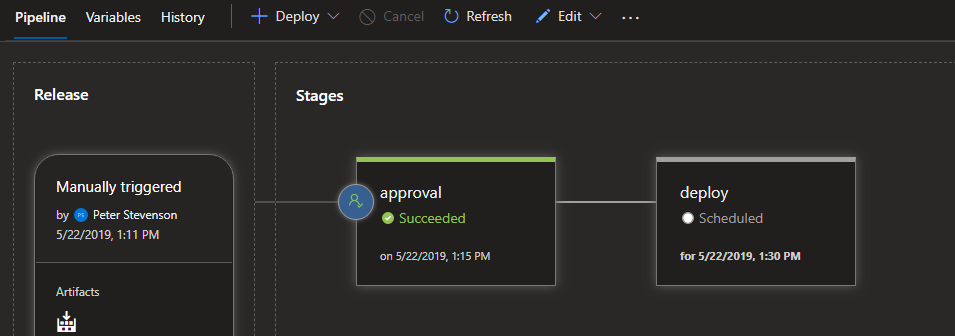 Pipeline Variables History Deploy Cancel Refresh Edit ...
Release
Stages
Manually triggered
by PS Peter Stevenson
5/22/2019, 1:11 PM
Artifacts
approval
Succeeded
on 5/22/2019, 1:15 PM
deploy
Scheduled
for 5/22/2019, 1:30 PM